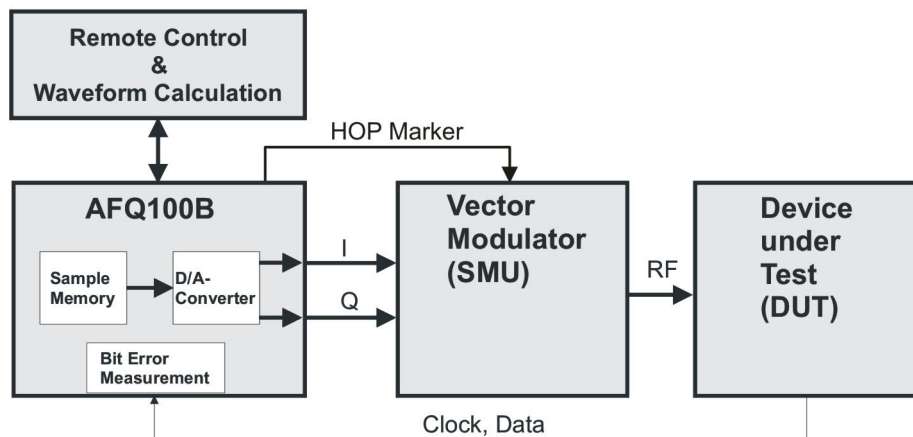 Remote Control
&
Waveform Calculation
HOP Marker
AFQ100B
Sample
Memory
D/A-
Converter
Bit Error
Measurement
I
Q
Vector
Modulator
(SMU)
RF
Device
under
Test
(DUT)
Clock, Data